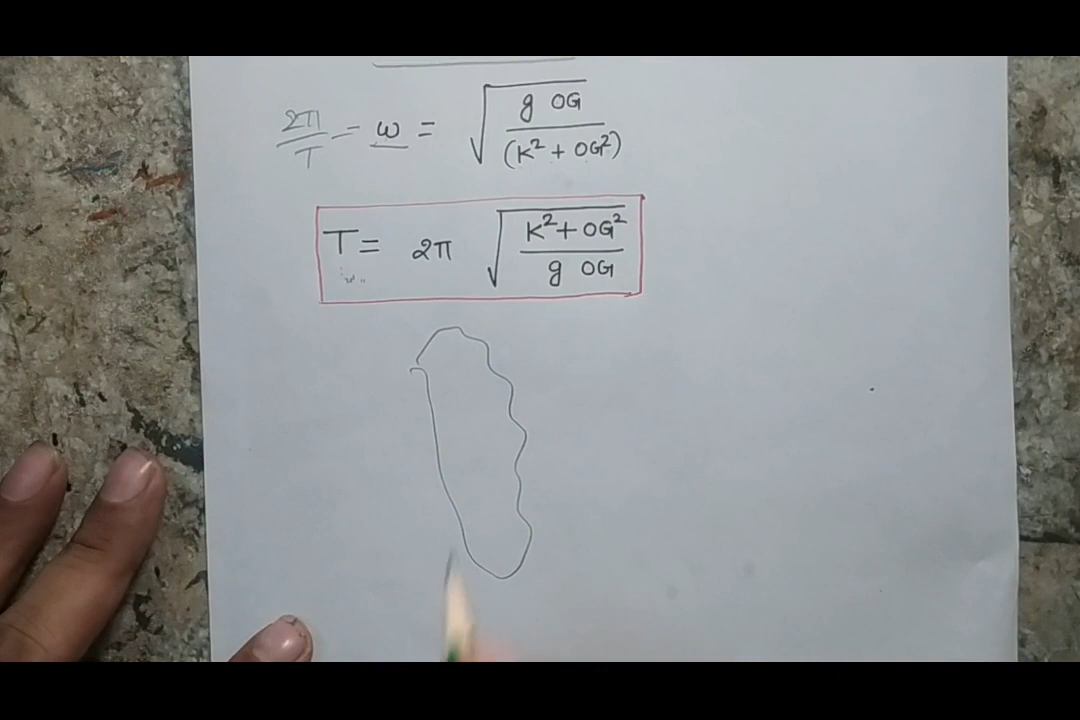 2π/T = ω = √(g OG/(K² + OG²))
T = 2π √(K² + OG²/g OG)